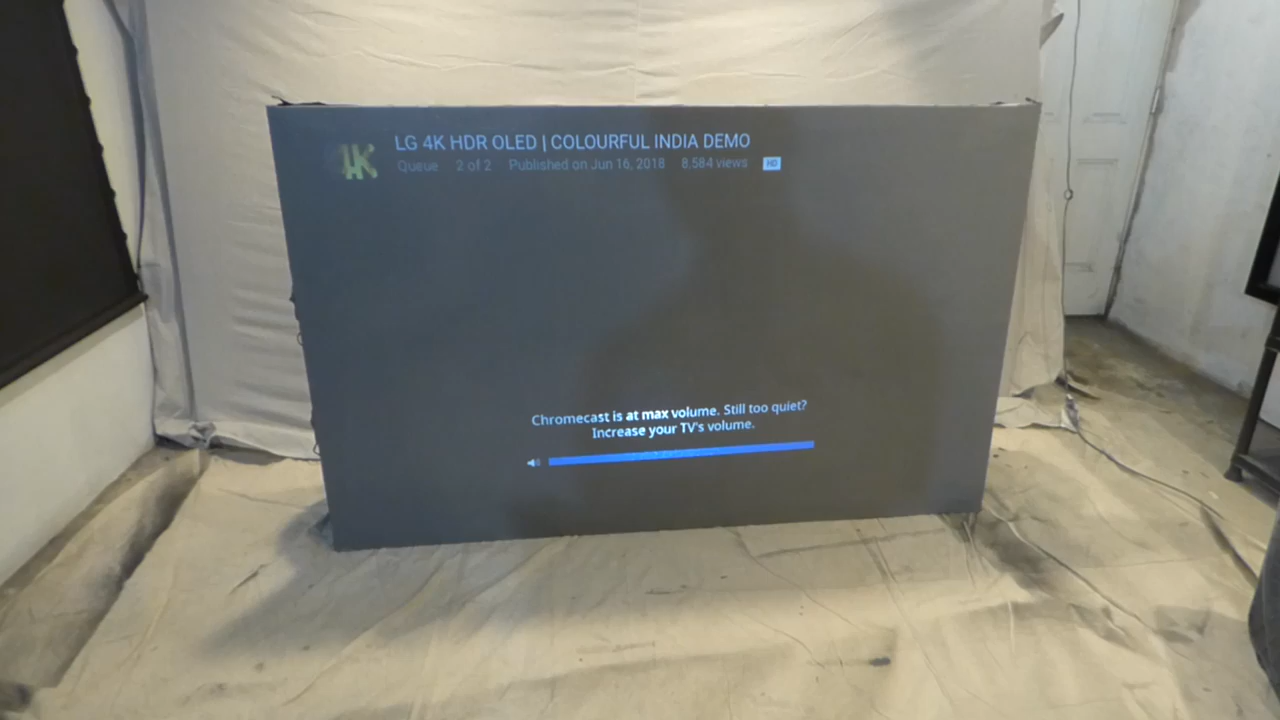 4K
LG 4K HDR OLED | COLOURFUL INDIA DEMO
Queue 2 of 2 Published on Jun 16, 2018 8,584 views HD
Chromecast is at max volume. Still too quiet?
Increase your TV's volume.